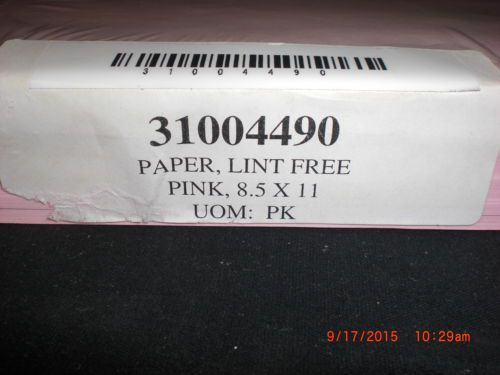 31004490
31004490
PAPER, LINT FREE
PINK, 8.5 X 11
UOM: PK
9/17/2015 10:29am